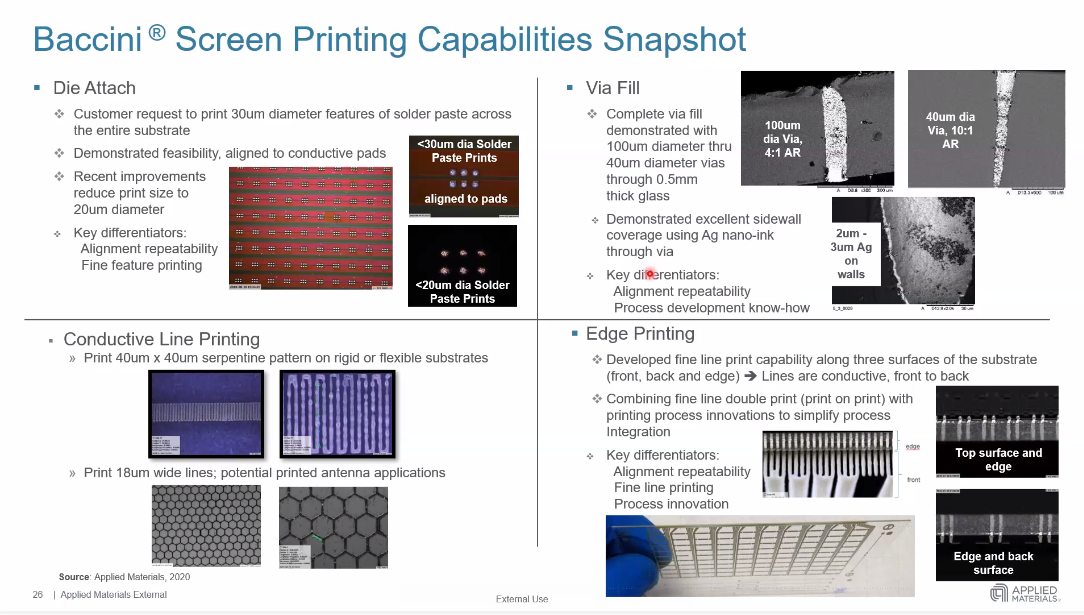 Baccini® Screen Printing Capabilities Snapshot
▪ Die Attach
❖ Customer request to print 30um diameter features of solder paste across
the entire substrate
❖ Demonstrated feasibility, aligned to conductive pads
❖ Recent improvements
reduce print size to
20um diameter
❖ Key differentiators:
Alignment repeatability
Fine feature printing
<30um dia Solder
Paste Prints
aligned to pads
<20um dia Solder
Paste Prints
▪ Via Fill
❖ Complete via fill
demonstrated with
100um diameter thru
40um diameter vias
through 0.5mm
thick glass
❖ Demonstrated excellent sidewall
coverage using Ag nano-ink
through via
❖ Key differentiators:
Alignment repeatability
Process development know-how
100um
dia Via,
4:1 AR
40um dia
Via, 10:1
AR
2um -
3um Ag
on
walls
▪ Conductive Line Printing
» Print 40um x 40um serpentine pattern on rigid or flexible substrates
» Print 18um wide lines; potential printed antenna applications
▪ Edge Printing
❖ Developed fine line print capability along three surfaces of the substrate
(front, back and edge) ➔ Lines are conductive, front to back
❖ Combining fine line double print (print on print) with
printing process innovations to simplify process
Integration
❖ Key differentiators:
Alignment repeatability
Fine line printing
Process innovation
edge
front
Top surface and
edge
Edge and back
surface
Source: Applied Materials, 2020
26 | Applied Materials External
External Use
APPLIED
MATERIALS